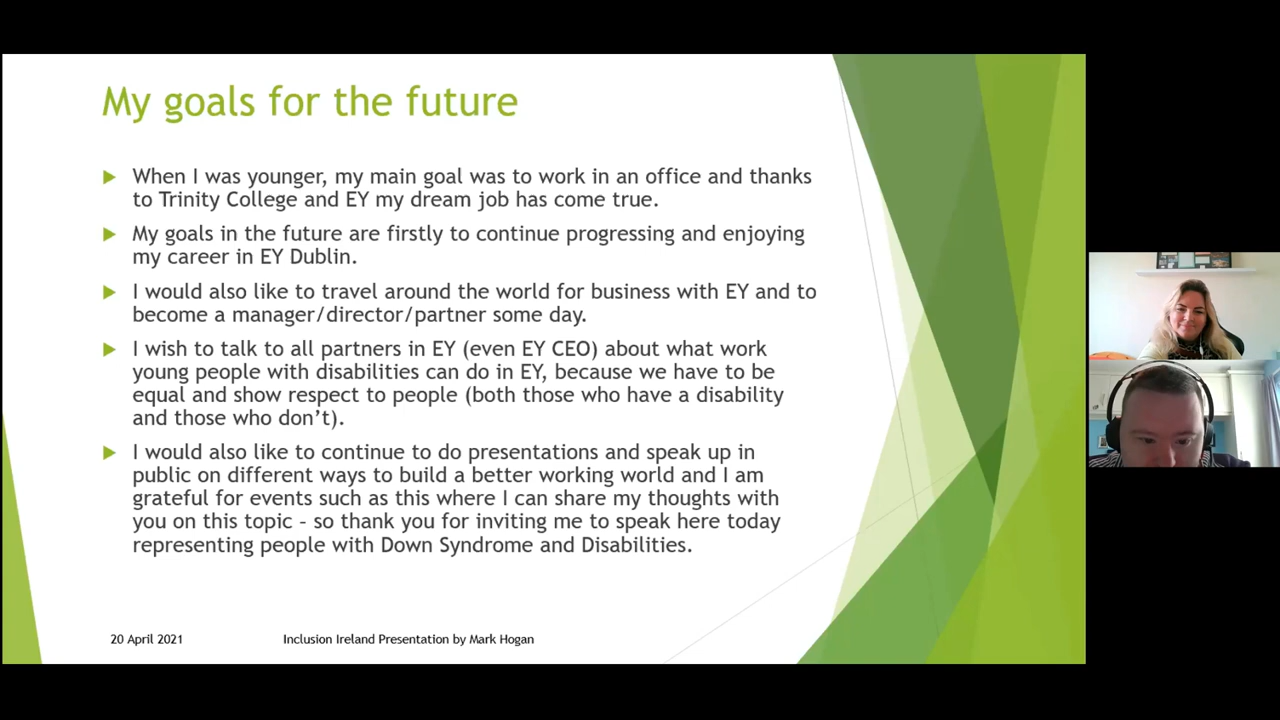 My goals for the future
When I was younger, my main goal was to work in an office and thanks
to Trinity College and EY my dream job has come true.
My goals in the future are firstly to continue progressing and enjoying
my career in EY Dublin.
I would also like to travel around the world for business with EY and to
become a manager/director/partner some day.
I wish to talk to all partners in EY (even EY CEO) about what work
young people with disabilities can do in EY, because we have to be
equal and show respect to people (both those who have a disability
and those who don’t).
I would also like to continue to do presentations and speak up in
public on different ways to build a better working world and I am
grateful for events such as this where I can share my thoughts with
you on this topic – so thank you for inviting me to speak here today
representing people with Down Syndrome and Disabilities.
20 April 2021
Inclusion Ireland Presentation by Mark Hogan